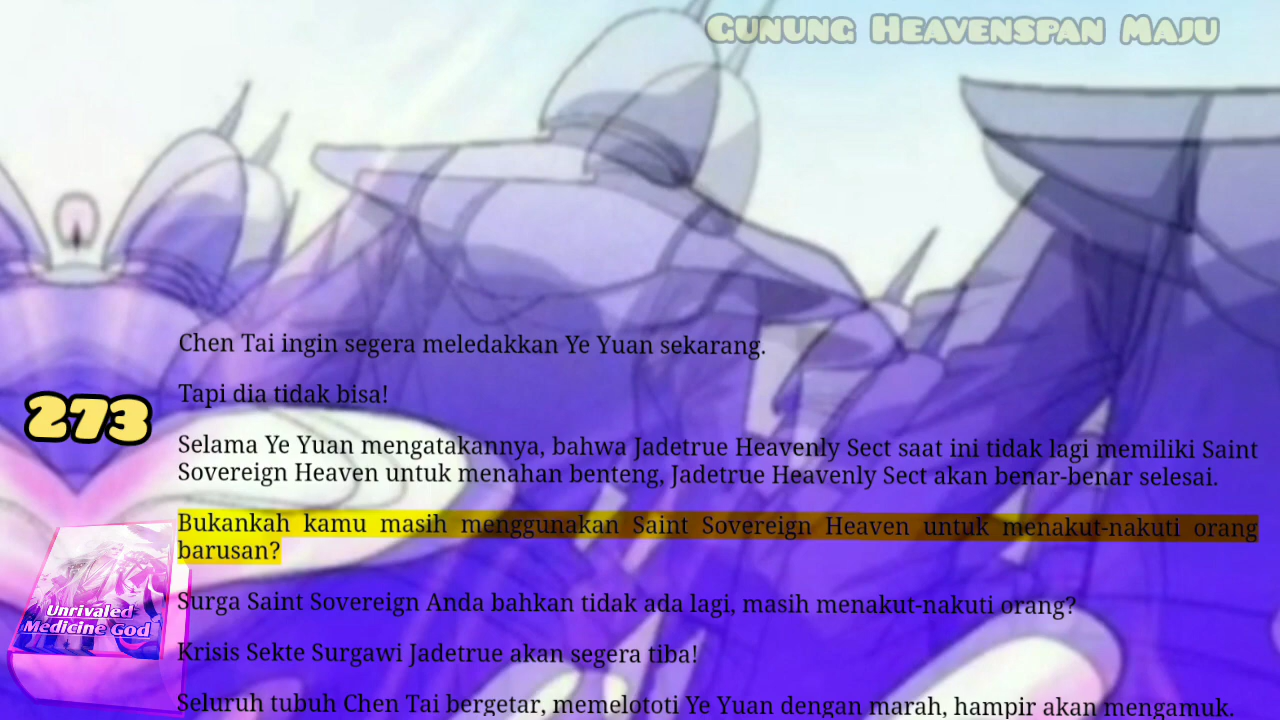 Gunung Heavenspan Maju
Chen Tai ingin segera meledakkan Ye Yuan sekarang.
Tapi dia tidak bisa!
273
Selama Ye Yuan mengatakannya, bahwa Jadetrue Heavenly Sect saat ini tidak lagi memiliki Saint
Sovereign Heaven untuk menahan benteng, Jadetrue Heavenly Sect akan benar-benar selesai.
Bukankah kamu masih menggunakan Saint Sovereign Heaven untuk menakut-nakuti orang
barusan?
Surga Saint Sovereign Anda bahkan tidak ada lagi, masih menakut-nakuti orang?
Unrivaled
Medicine God
Krisis Sekte Surgawi Jadetrue akan segera tiba!
Seluruh tubuh Chen Tai bergetar, memelototi Ye Yuan dengan marah, hampir akan mengamuk.